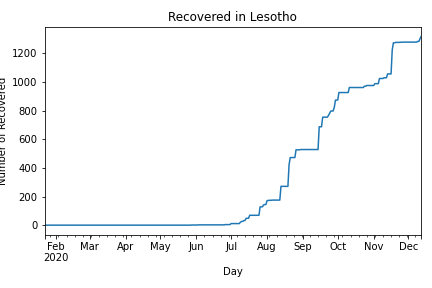 Recovered in Lesotho
Number of Recovered
1200
1000
800
600
400
200
0
Feb Mar Apr May Jun Jul Aug Sep Oct Nov Dec
2020
Day